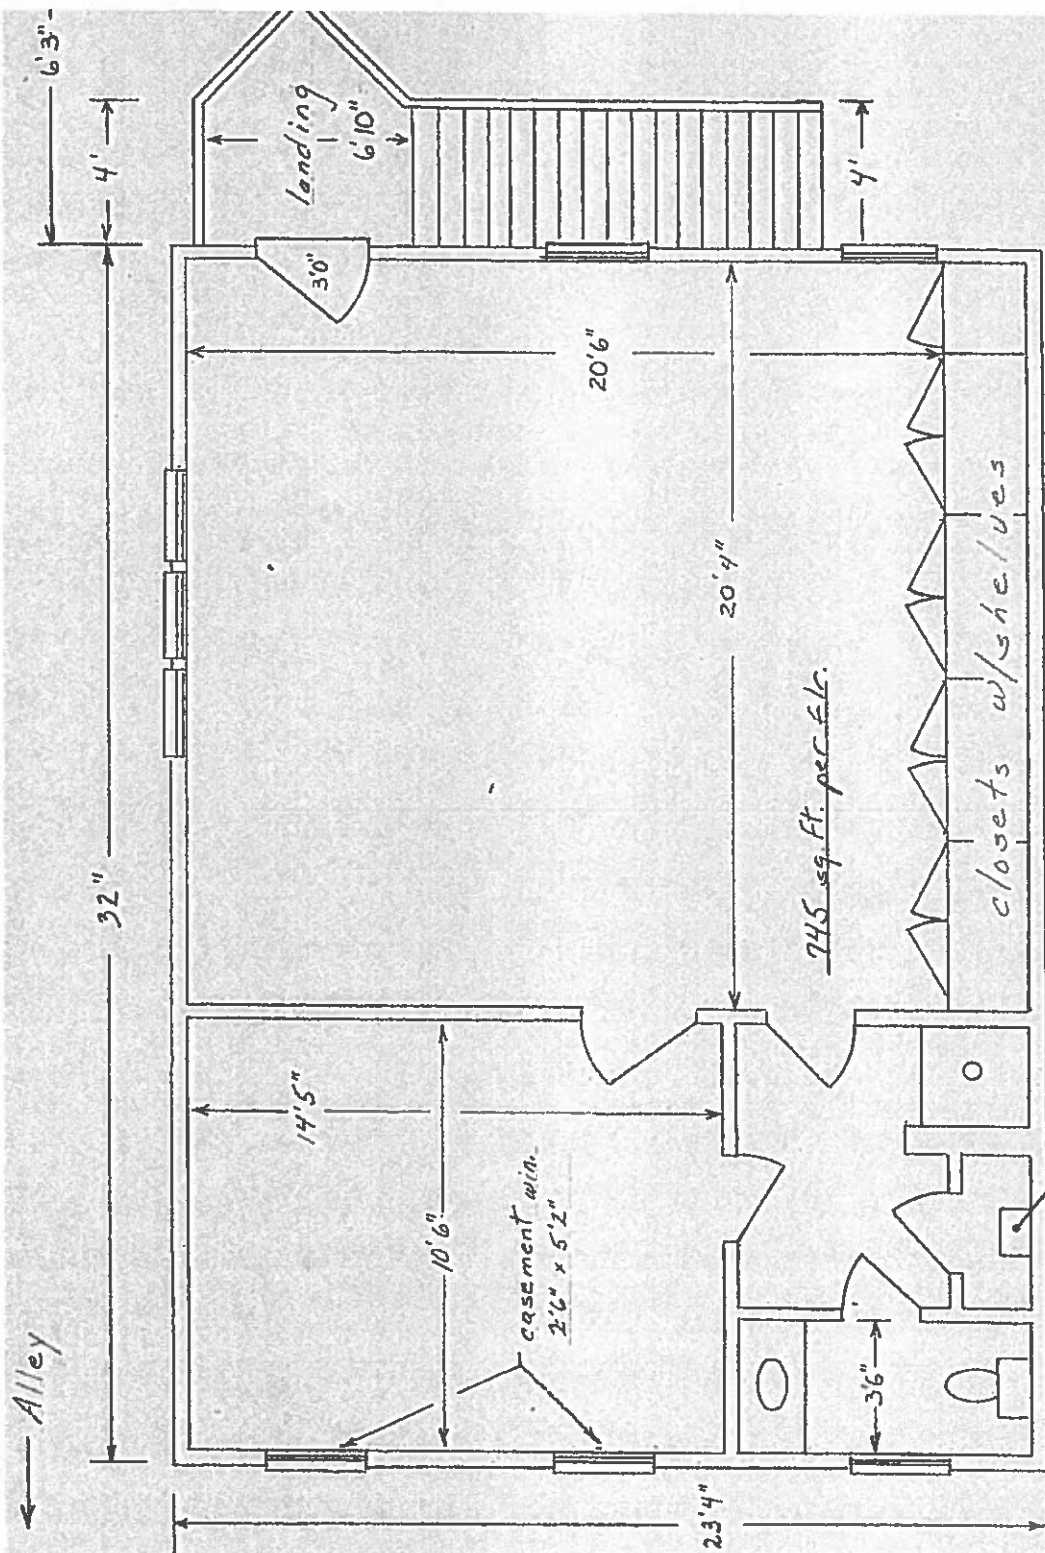 6'3"
4'
landing
6'10"
4'
3'0"
32"
20'6"
20'4"
745 sq. ft. per flr.
closets w/shelves
14'5"
10'6"
casement win.
2'6" x 5'2"
Alley
3'6"
23'4"